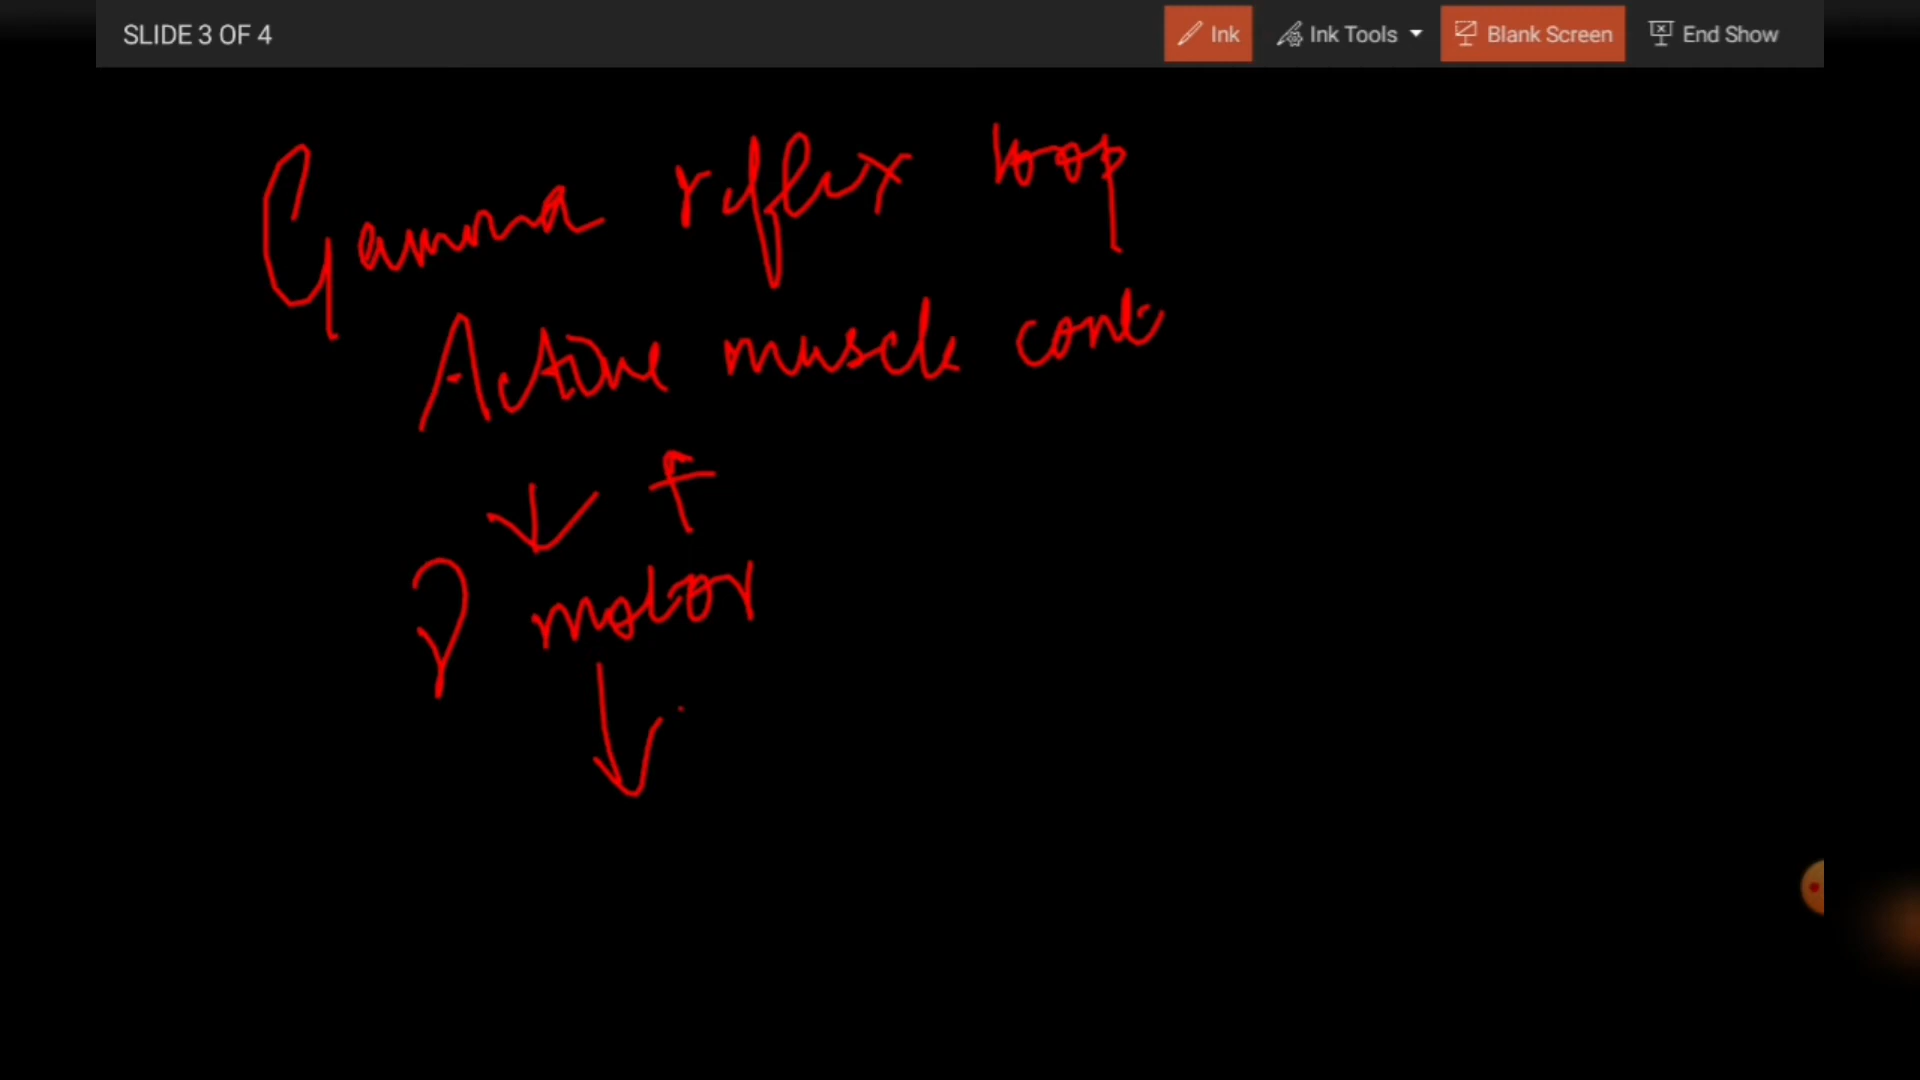 SLIDE 3 OF 4 Ink Ink Tools Blank Screen End Show
Gamma reflex loop
Active muscle cont
↓ ↑
γ motor
↓